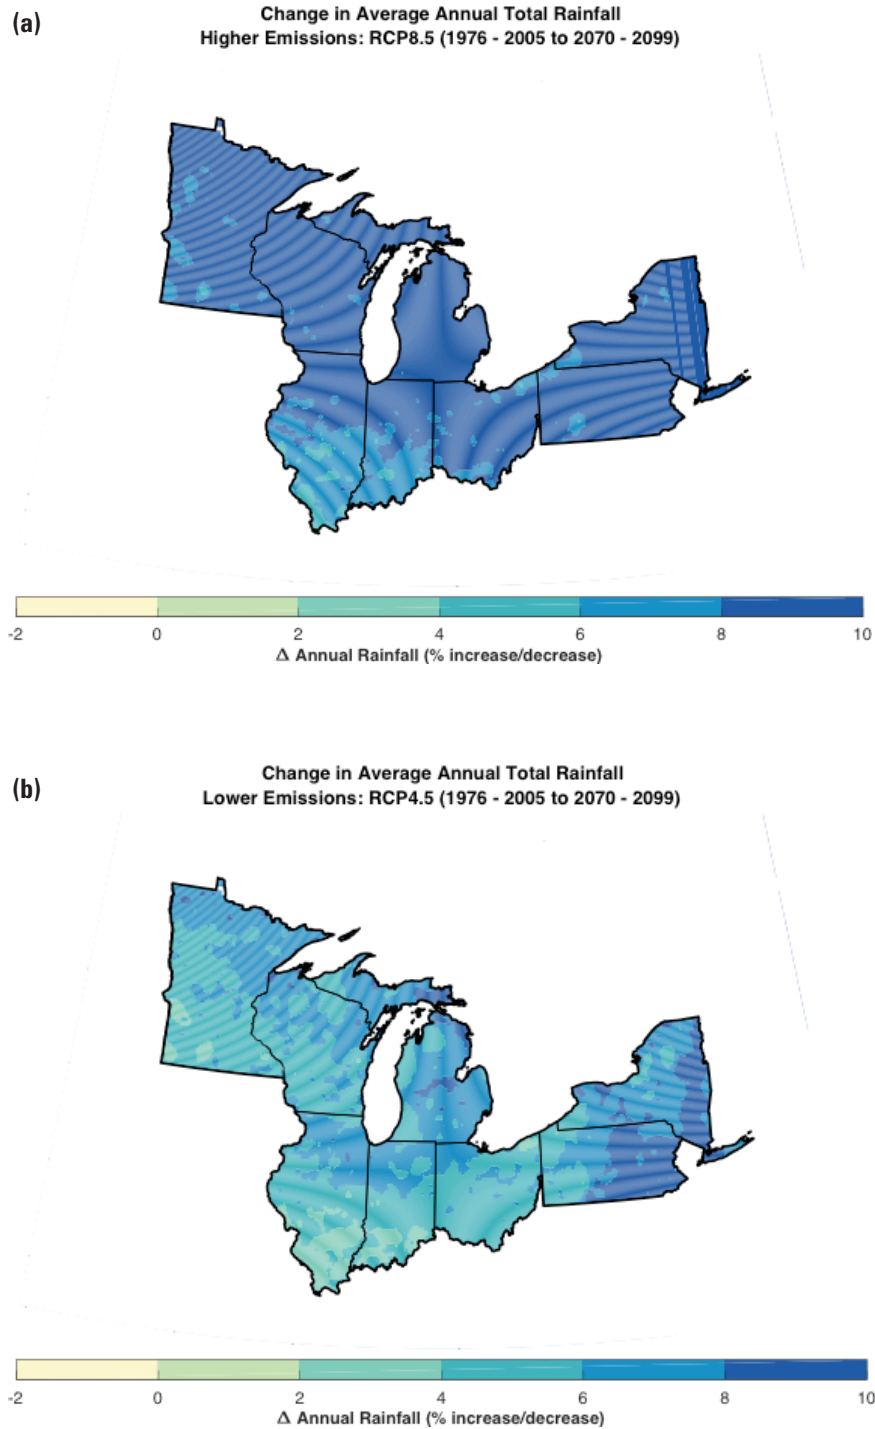 (a)
Change in Average Annual Total Rainfall
Higher Emissions: RCP8.5 (1976 - 2005 to 2070 - 2099)
-2 0 2 4 6 8 10
Δ Annual Rainfall (% increase/decrease)
(b)
Change in Average Annual Total Rainfall
Lower Emissions: RCP4.5 (1976 - 2005 to 2070 - 2099)
-2 0 2 4 6 8 10
Δ Annual Rainfall (% increase/decrease)